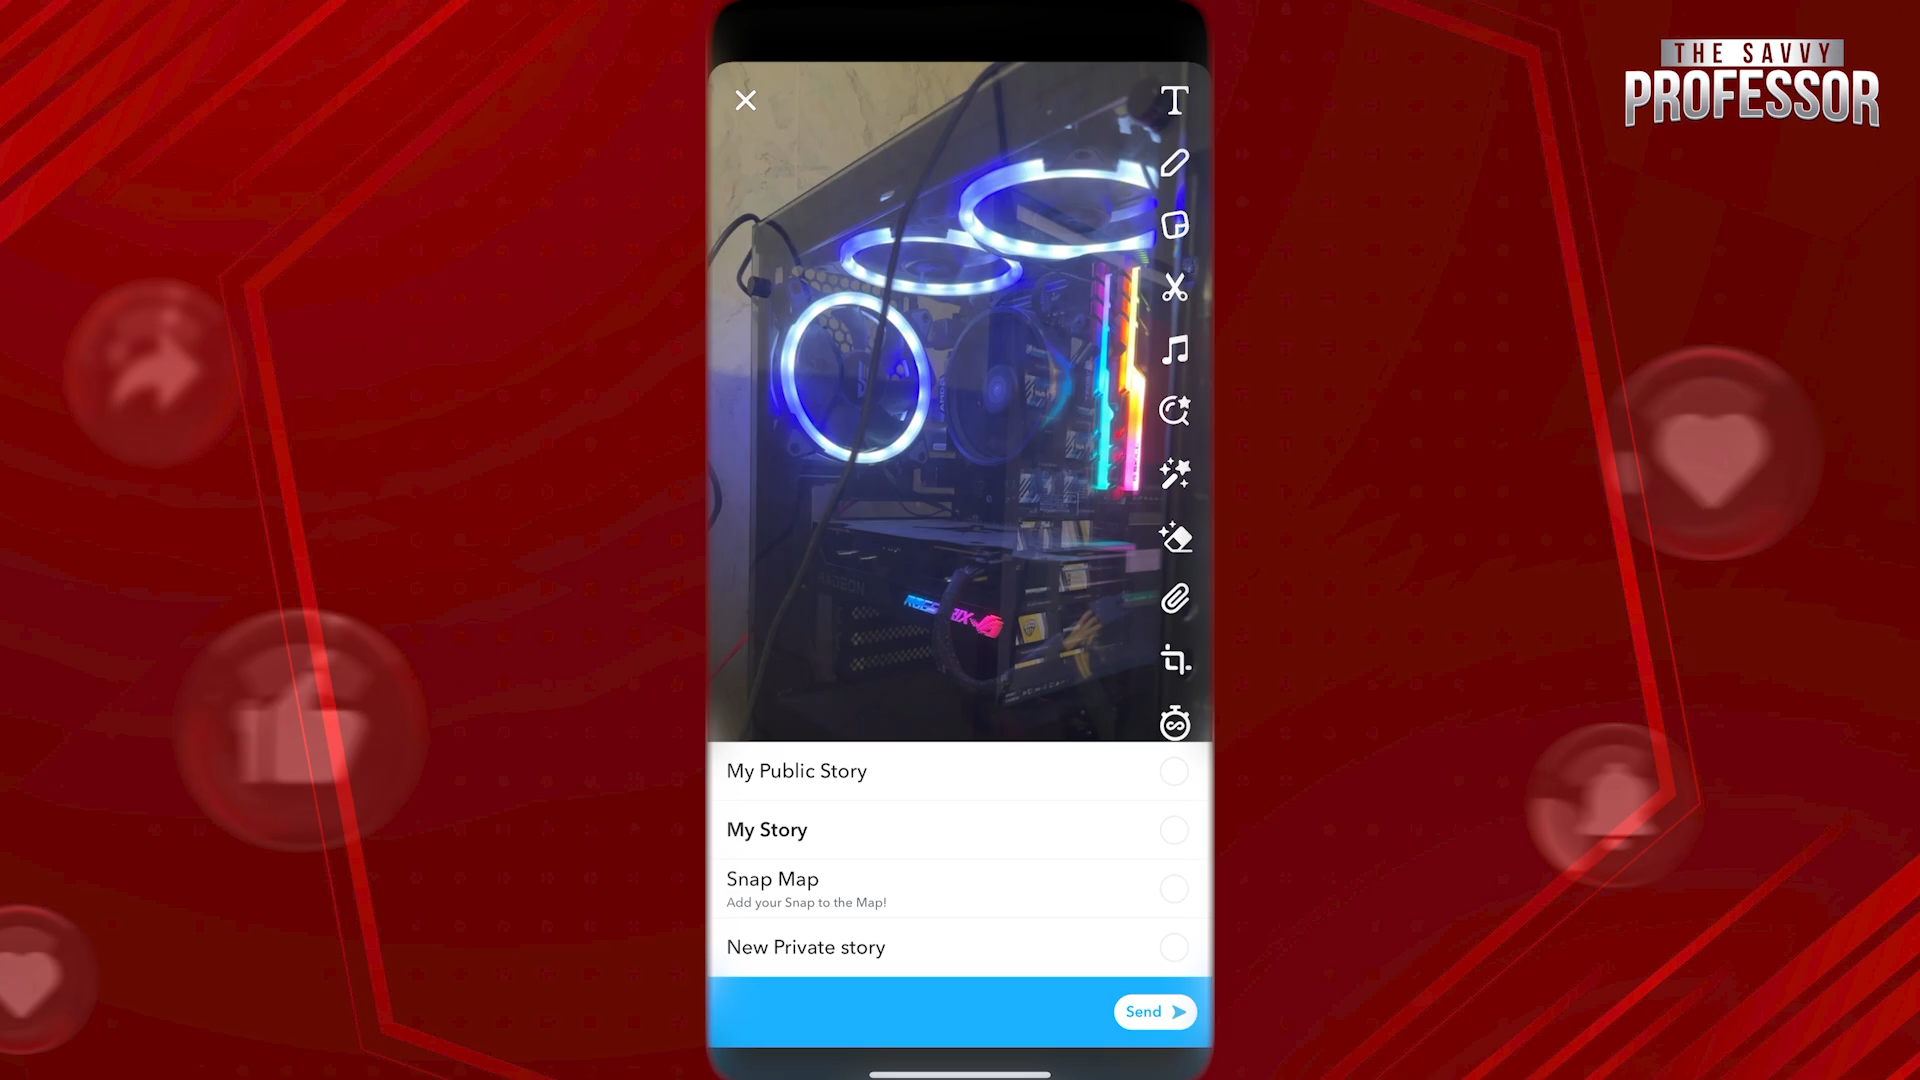 THE SAVVY
PROFESSOR
T
RADEON
My Public Story
My Story
Snap Map
Add your Snap to the Map!
New Private story
Send